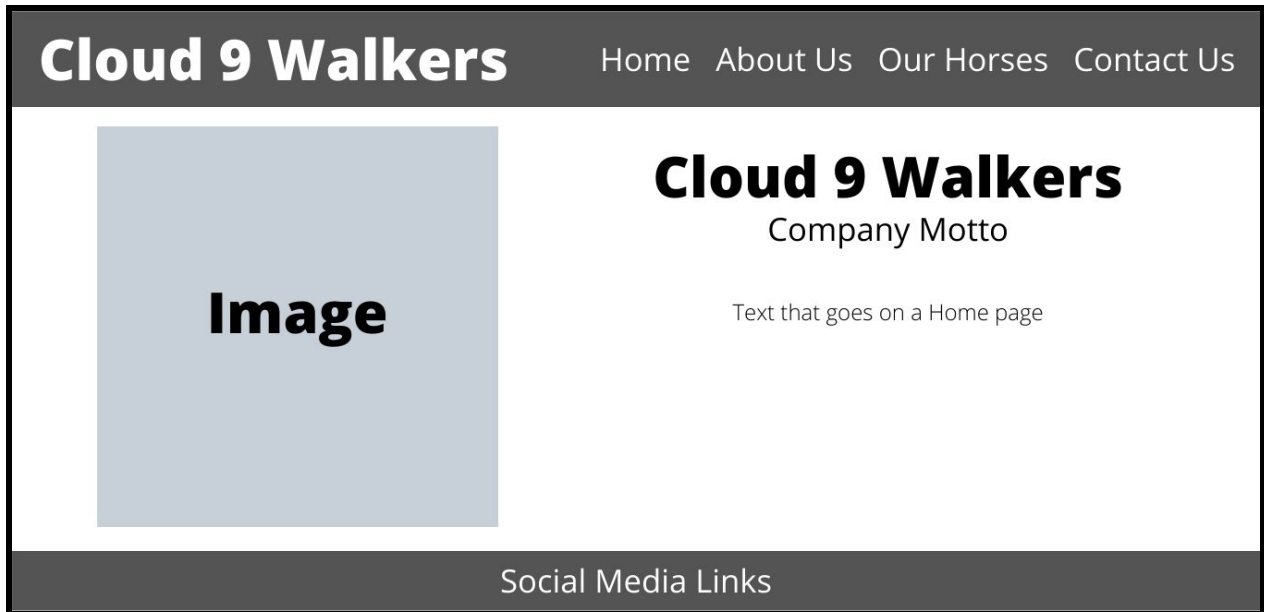 Cloud 9 Walkers Home About Us Our Horses Contact Us
Image
Cloud 9 Walkers
Company Motto
Text that goes on a Home page
Social Media Links